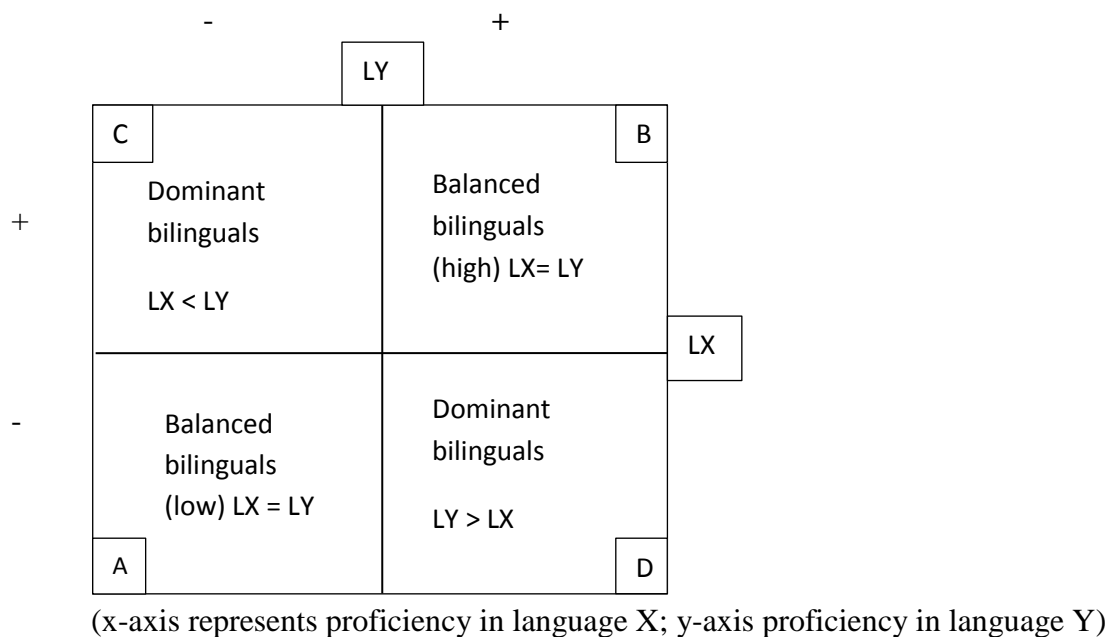 - +
LY
C
B
Dominant
bilinguals
LX < LY
Balanced
bilinguals
(high) LX= LY
+
LX
-
Balanced
bilinguals
(low) LX = LY
Dominant
bilinguals
LY > LX
A
D
(x-axis represents proficiency in language X; y-axis proficiency in language Y)